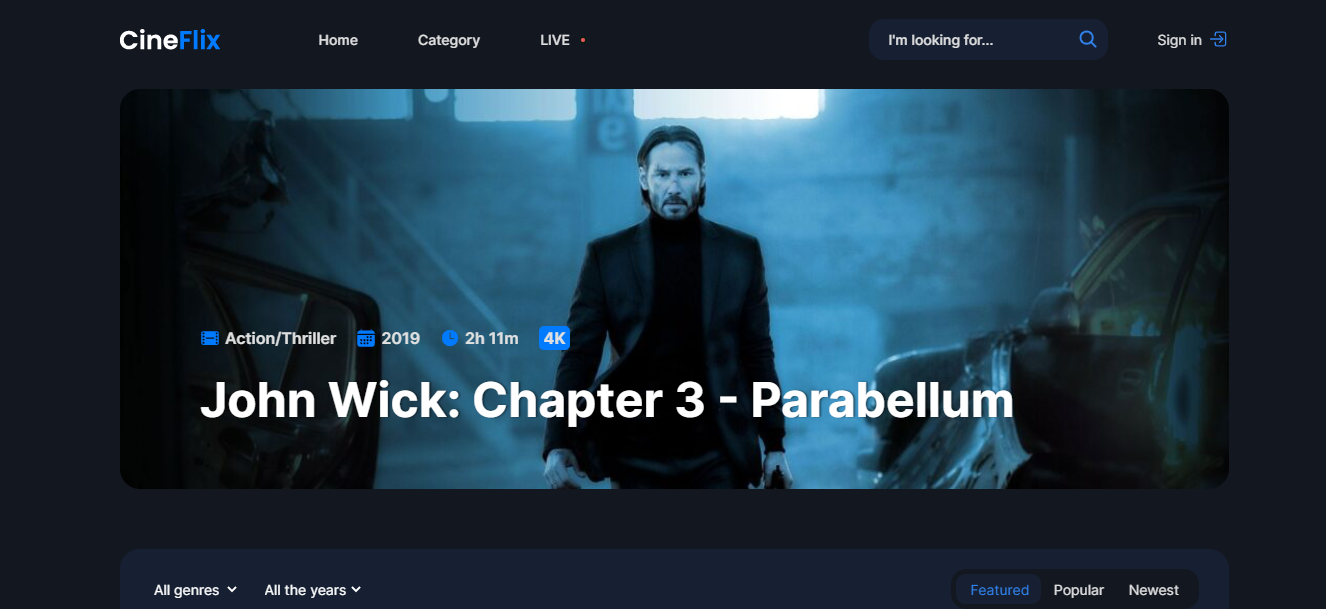 CineFlix Home Category LIVE I'm looking for... Sign in
e
Action/Thriller 2019 2h 11m 4K
John Wick: Chapter 3 - Parabellum
All genres All the years Featured Popular Newest